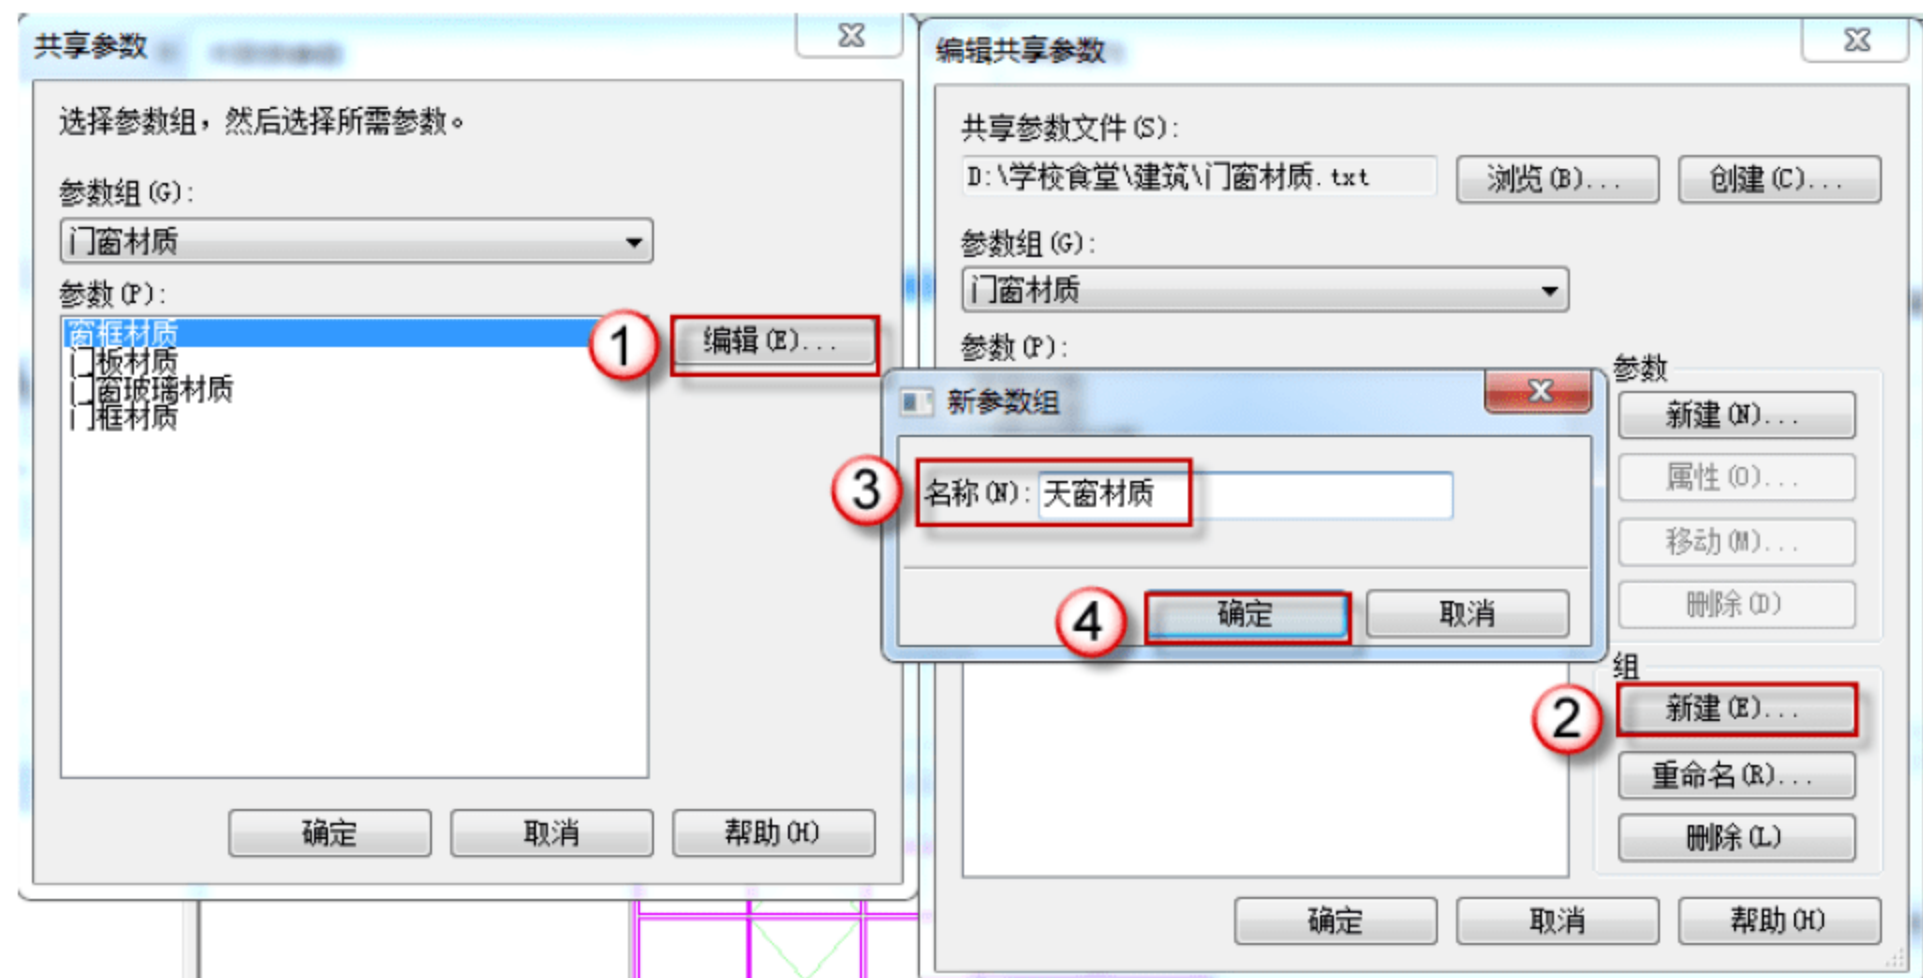 共享参数
选择参数组，然后选择所需参数。
参数组(G):
门窗材质
参数(P):
窗框材质
门板材质
门窗玻璃材质
门框材质
① 编辑(E)...
确定 取消 帮助(H)
编辑共享参数
共享参数文件(S):
D:\学校食堂\建筑\门窗材质.txt 浏览(B)... 创建(C)...
参数组(G):
门窗材质
参数(P):
参数
新建(N)...
属性(O)...
移动(M)...
删除(D)
新参数组
③ 名称(N): 天窗材质
④ 确定 取消
组
② 新建(E)...
重命名(R)...
删除(L)
确定 取消 帮助(H)